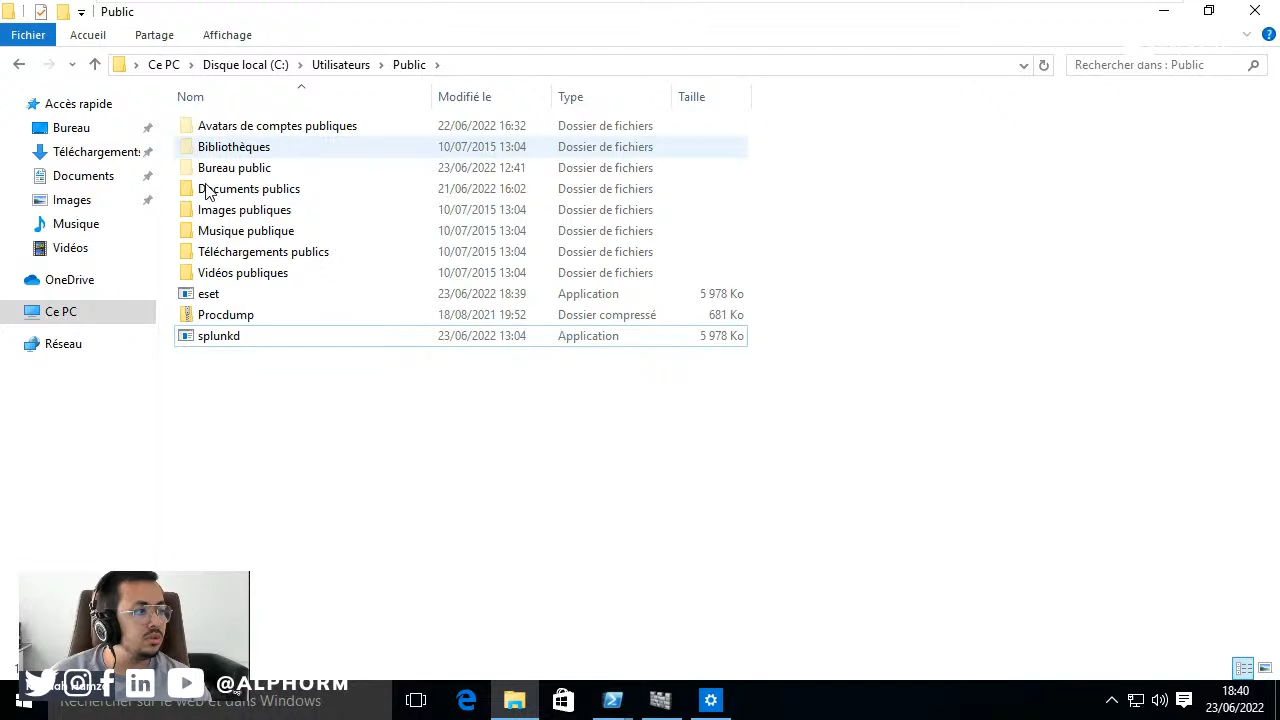 Public
Fichier Accueil Partage Affichage
Ce PC Disque local (C:) Utilisateurs Public Rechercher dans : Public
Nom Modifié le Type Taille
Accès rapide
Bureau
Téléchargements
Documents
Images
Musique
Vidéos
OneDrive
Ce PC
Réseau
Avatars de comptes publiques 22/06/2022 16:32 Dossier de fichiers
Bibliothèques 10/07/2015 13:04 Dossier de fichiers
Bureau public 23/06/2022 12:41 Dossier de fichiers
Documents publics 21/06/2022 16:02 Dossier de fichiers
Images publiques 10/07/2015 13:04 Dossier de fichiers
Musique publique 10/07/2015 13:04 Dossier de fichiers
Téléchargements publics 10/07/2015 13:04 Dossier de fichiers
Vidéos publiques 10/07/2015 13:04 Dossier de fichiers
eset 23/06/2022 18:39 Application 5 978 Ko
Procdump 18/08/2021 19:52 Dossier compressé 681 Ko
splunkd 23/06/2022 13:04 Application 5 978 Ko
@ALPHORM
Rechercher sur le web et dans Windows
18:40
23/06/2022